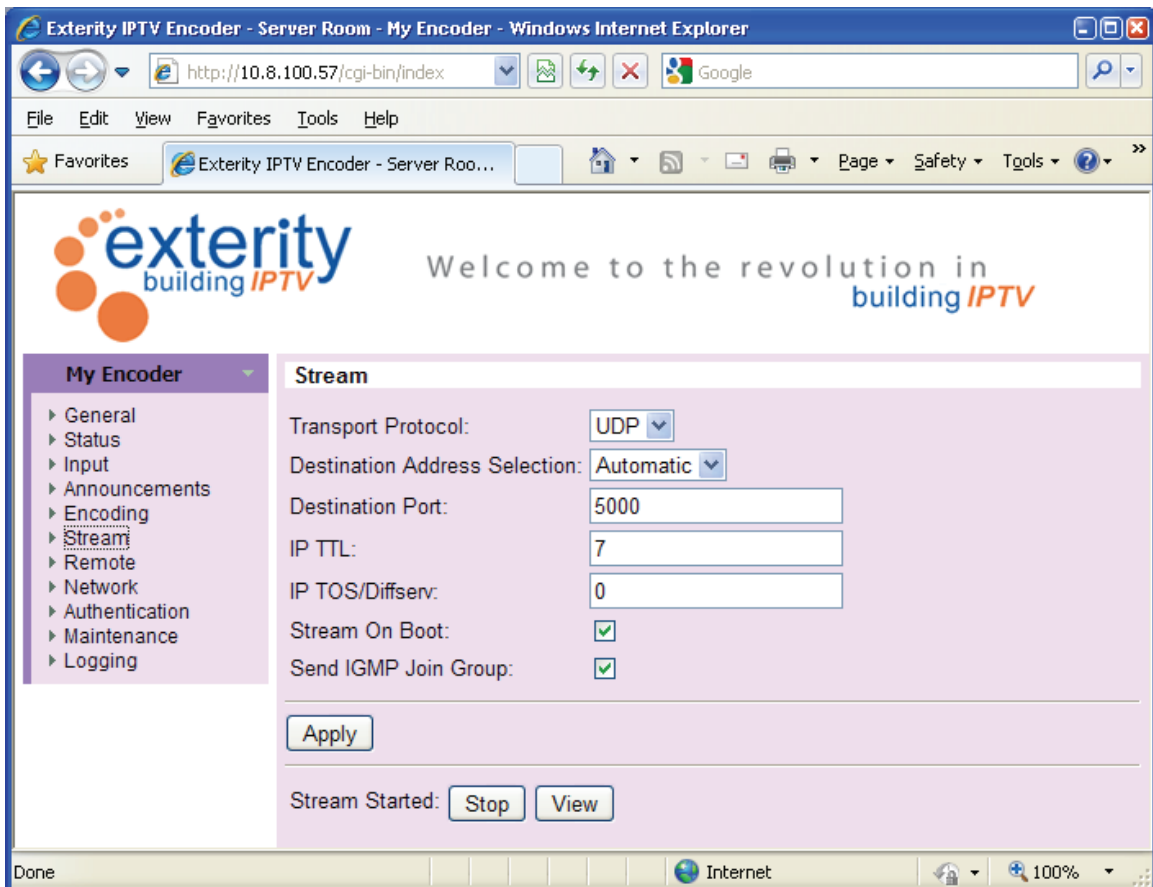 Exterity IPTV Encoder - Server Room - My Encoder - Windows Internet Explorer
http://10.8.100.57/cgi-bin/index
Google
File Edit View Favorites Tools Help
Favorites
Exterity IPTV Encoder - Server Roo...
Page Safety Tools
exterity
building IPTV
Welcome to the revolution in
building IPTV
My Encoder
General
Status
Input
Announcements
Encoding
Stream
Remote
Network
Authentication
Maintenance
Logging
Stream
Transport Protocol: UDP
Destination Address Selection: Automatic
Destination Port: 5000
IP TTL: 7
IP TOS/Diffserv: 0
Stream On Boot:
Send IGMP Join Group:
Apply
Stream Started: Stop View
Done
Internet
100%